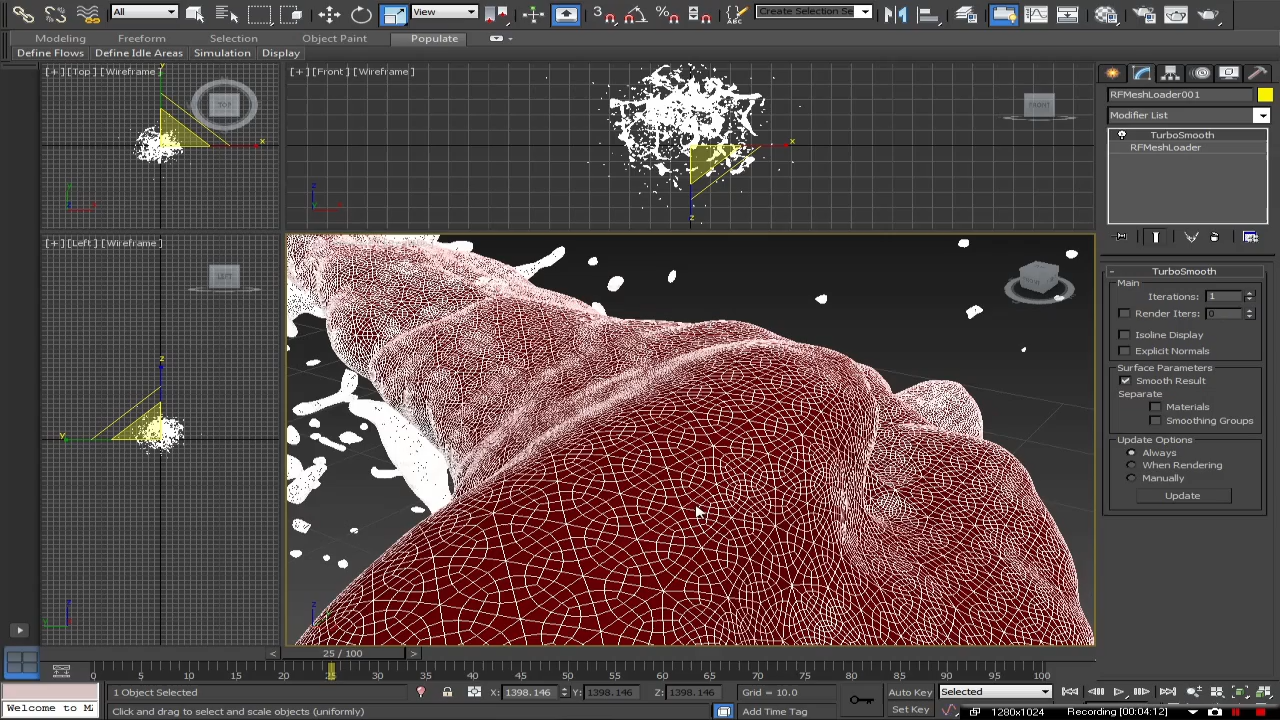 All
View
Create Selection Se
Modeling Freeform Selection Object Paint Populate
Define Flows Define Idle Areas Simulation Display
[+][Top][Wireframe]
TOP
[+][Front][Wireframe]
FRONT
[+][Left][Wireframe]
LEFT
RFMeshLoader001
Modifier List
TurboSmooth
RFMeshLoader
TurboSmooth
Main
Iterations: 1
Render Iters: 0
Isoline Display
Explicit Normals
Surface Parameters
Smooth Result
Separate
Materials
Smoothing Groups
Update Options
Always
When Rendering
Manually
Update
25 / 100
0 5 10 15 20 25 30 35 40 45 50 55 60 65 70 75 80 85 90 95 100
1 Object Selected X: 1398.146 Y: 1398.146 Z: 1398.146 Grid = 10.0 Auto Key Selected
Welcome to MA Click and drag to select and scale objects (uniformly) Add Time Tag Set Key
1280x1024 Recording [00:04:12]